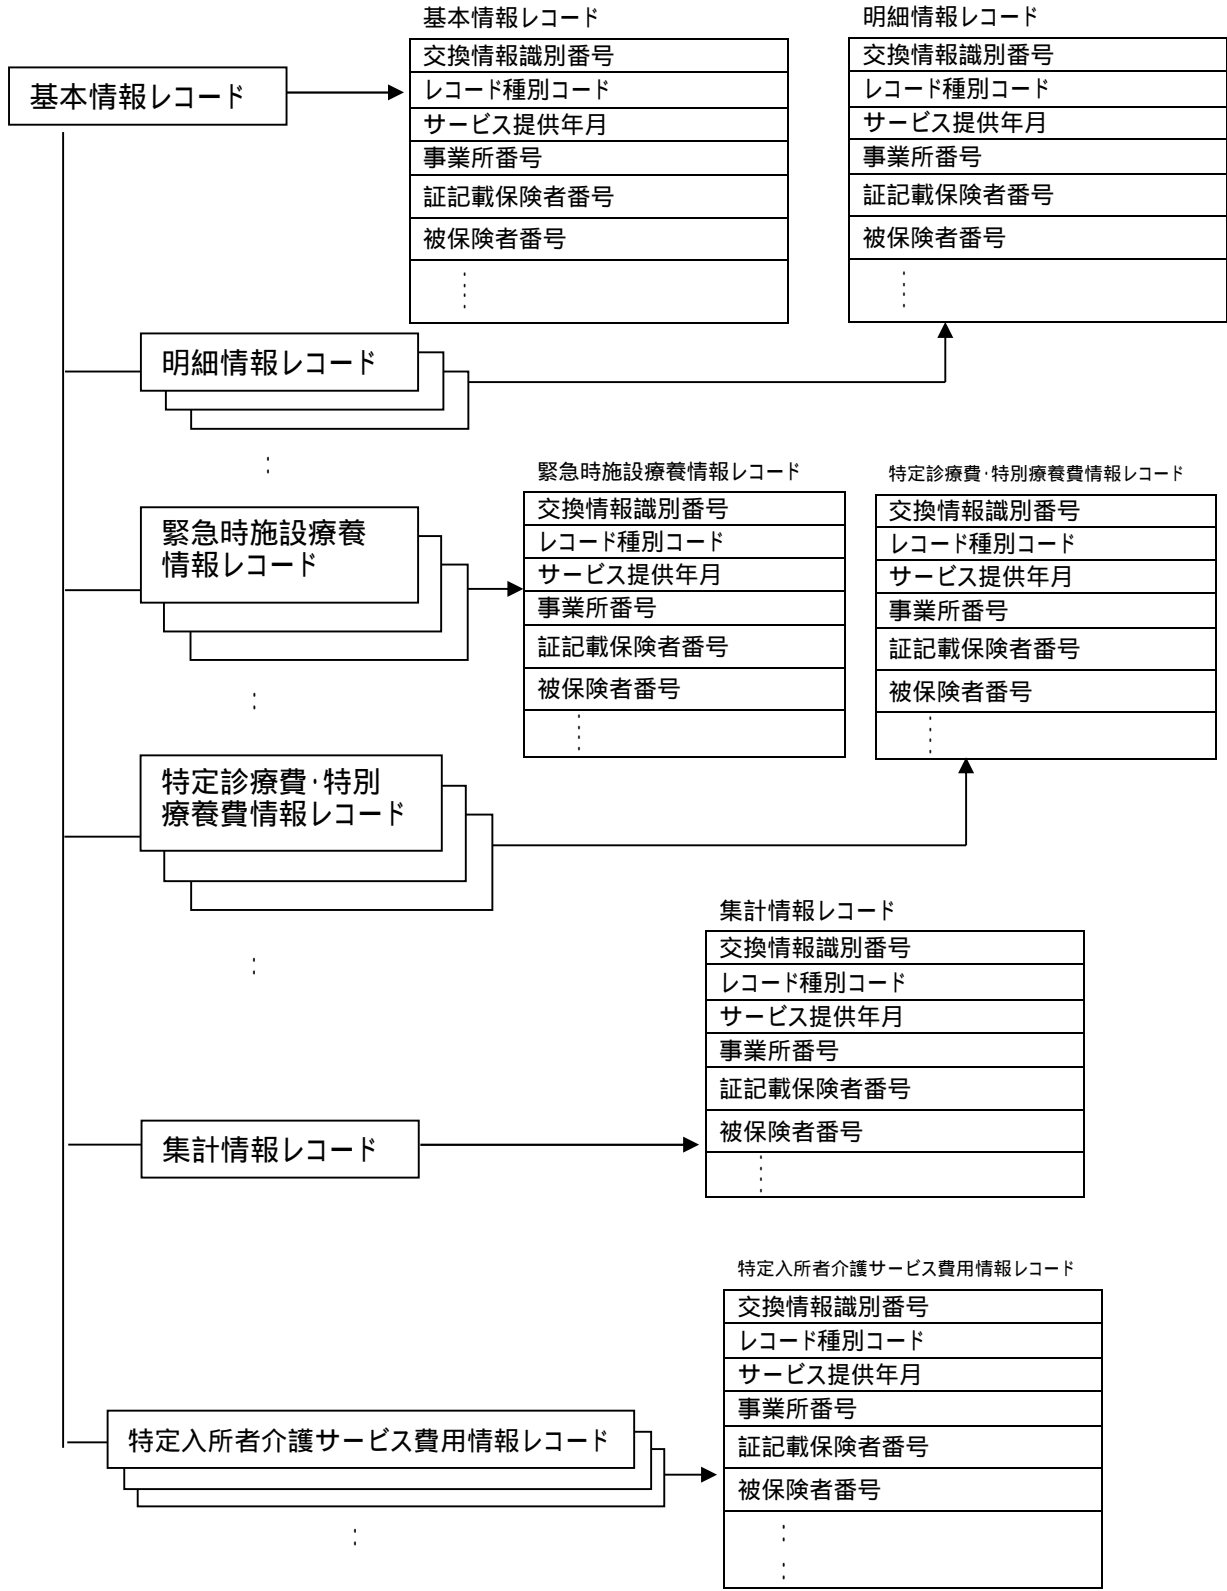 基本情報レコード
明細情報レコード
基本情報レコード
交換情報識別番号
レコード種別コード
サービス提供年月
事業所番号
証記載保険者番号
被保険者番号
交換情報識別番号
レコード種別コード
サービス提供年月
事業所番号
証記載保険者番号
被保険者番号
明細情報レコード
緊急時施設療養情報レコード
特定診療費・特別療養費情報レコード
緊急時施設療養
情報レコード
交換情報識別番号
レコード種別コード
サービス提供年月
事業所番号
証記載保険者番号
被保険者番号
交換情報識別番号
レコード種別コード
サービス提供年月
事業所番号
証記載保険者番号
被保険者番号
特定診療費・特別
療養費情報レコード
集計情報レコード
交換情報識別番号
レコード種別コード
サービス提供年月
事業所番号
証記載保険者番号
被保険者番号
集計情報レコード
特定入所者介護サービス費用情報レコード
交換情報識別番号
レコード種別コード
サービス提供年月
事業所番号
証記載保険者番号
被保険者番号
特定入所者介護サービス費用情報レコード